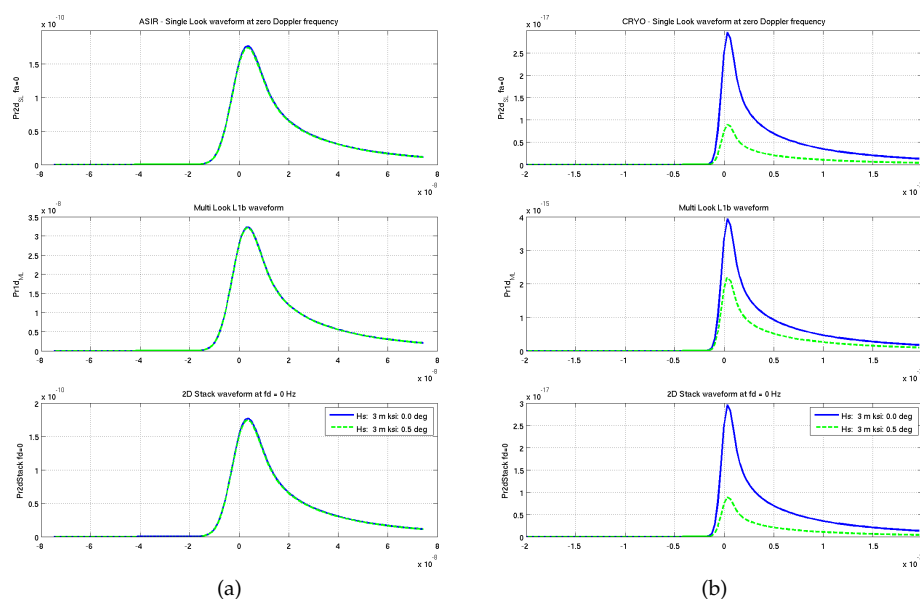 ASIR - Single Look waveform at zero Doppler frequency
x 10^-10
Pr2d_SL fa=0
1.5
1
0.5
0
-8 -6 -4 -2 0 2 4 6 8
x 10^-8
Multi Look L1b waveform
x 10^-8
Pr1d_ML
3.5
3
2.5
2
1.5
1
0.5
0
-8 -6 -4 -2 0 2 4 6 8
x 10^-8
2D Stack waveform at fd = 0 Hz
x 10^-10
Pr2dStack fd=0
2
1.5
1
0.5
0
Hs: 3 m ksi: 0.0 deg
Hs: 3 m ksi: 0.5 deg
-8 -6 -4 -2 0 2 4 6 8
x 10^-8
(a)
CRYO - Single Look waveform at zero Doppler frequency
x 10^-17
Pr2d_SL fa=0
2.5
2
1.5
1
0.5
0
-2 -1.5 -1 -0.5 0 0.5 1 1.5
x 10
Multi Look L1b waveform
x 10^-15
Pr1d_ML
4
3
2
1
0
-2 -1.5 -1 -0.5 0 0.5 1 1.5
x 10
2D Stack waveform at fd = 0 Hz
x 10^-17
Pr2dStack fd=0
3
2.5
2
1.5
1
0.5
0
Hs: 3 m ksi: 0.0 deg
Hs: 3 m ksi: 0.5 deg
-2 -1.5 -1 -0.5 0 0.5 1 1.5
x 10
(b)